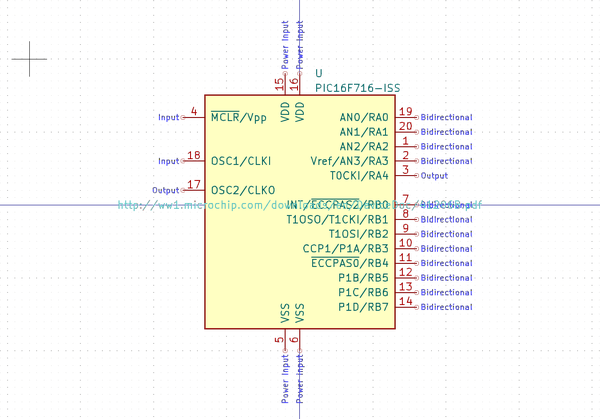 Power Input Power Input
15 16
U
PIC16F716-ISS
VDD VDD
Input 4 MCLR/Vpp
Input 18 OSC1/CLKI
Output 17 OSC2/CLKO
AN0/RA0 19 Bidirectional
AN1/RA1 20 Bidirectional
AN2/RA2 1 Bidirectional
Vref/AN3/RA3 2 Bidirectional
T0CKI/RA4 3 Output
INT/ECCPAS2/RB0 7 Bidirectional
T1OSO/T1CKI/RB1 8 Bidirectional
T1OSI/RB2 9 Bidirectional
CCP1/P1A/RB3 10 Bidirectional
ECCPAS0/RB4 11 Bidirectional
P1B/RB5 12 Bidirectional
P1C/RB6 13 Bidirectional
P1D/RB7 14 Bidirectional
VSS VSS
5 6
Power Input Power Input